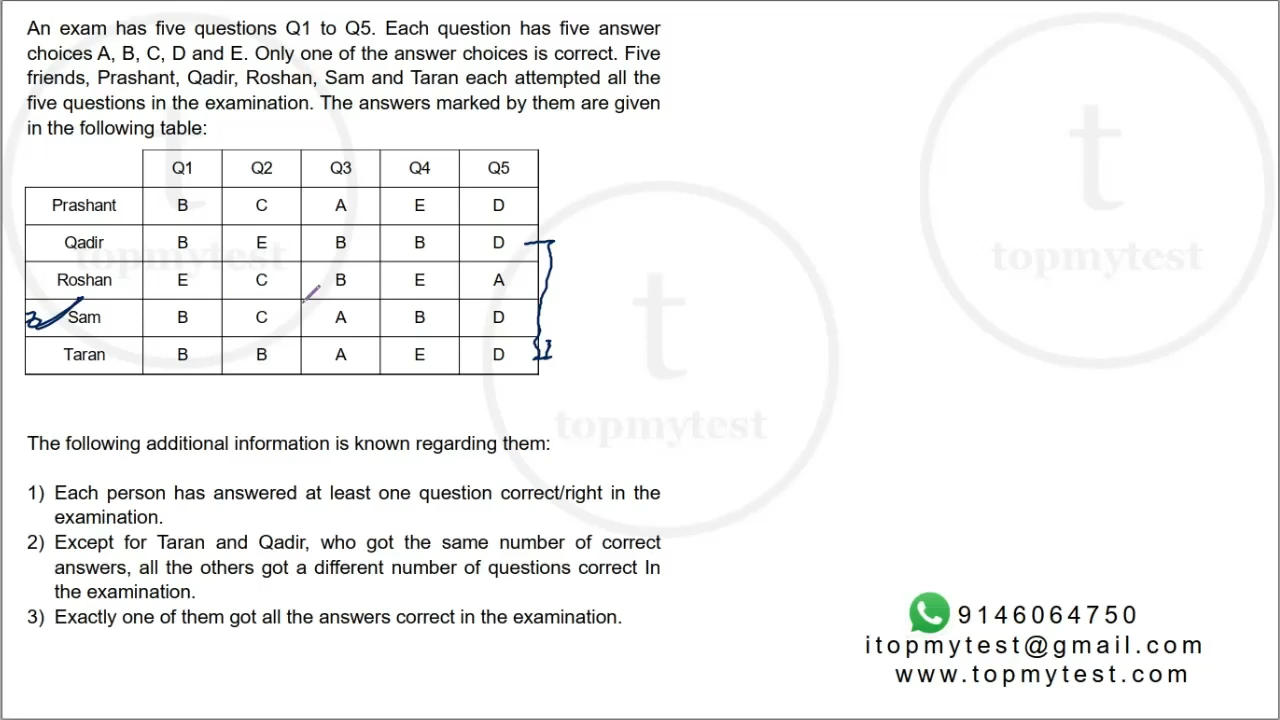 An exam has five questions Q1 to Q5. Each question has five answer
choices A, B, C, D and E. Only one of the answer choices is correct. Five
friends, Prashant, Qadir, Roshan, Sam and Taran each attempted all the
five questions in the examination. The answers marked by them are given
in the following table:
Q1 Q2 Q3 Q4 Q5
Prashant B C A E D
Qadir B E B B D
Roshan E C B E A
Sam B C A B D
Taran B B A E D
The following additional information is known regarding them:
1) Each person has answered at least one question correct/right in the
examination.
2) Except for Taran and Qadir, who got the same number of correct
answers, all the others got a different number of questions correct In
the examination.
3) Exactly one of them got all the answers correct in the examination.
t
topmytest
t
topmytest
t
topmytest
9146064750
itopmytest@gmail.com
www.topmytest.com